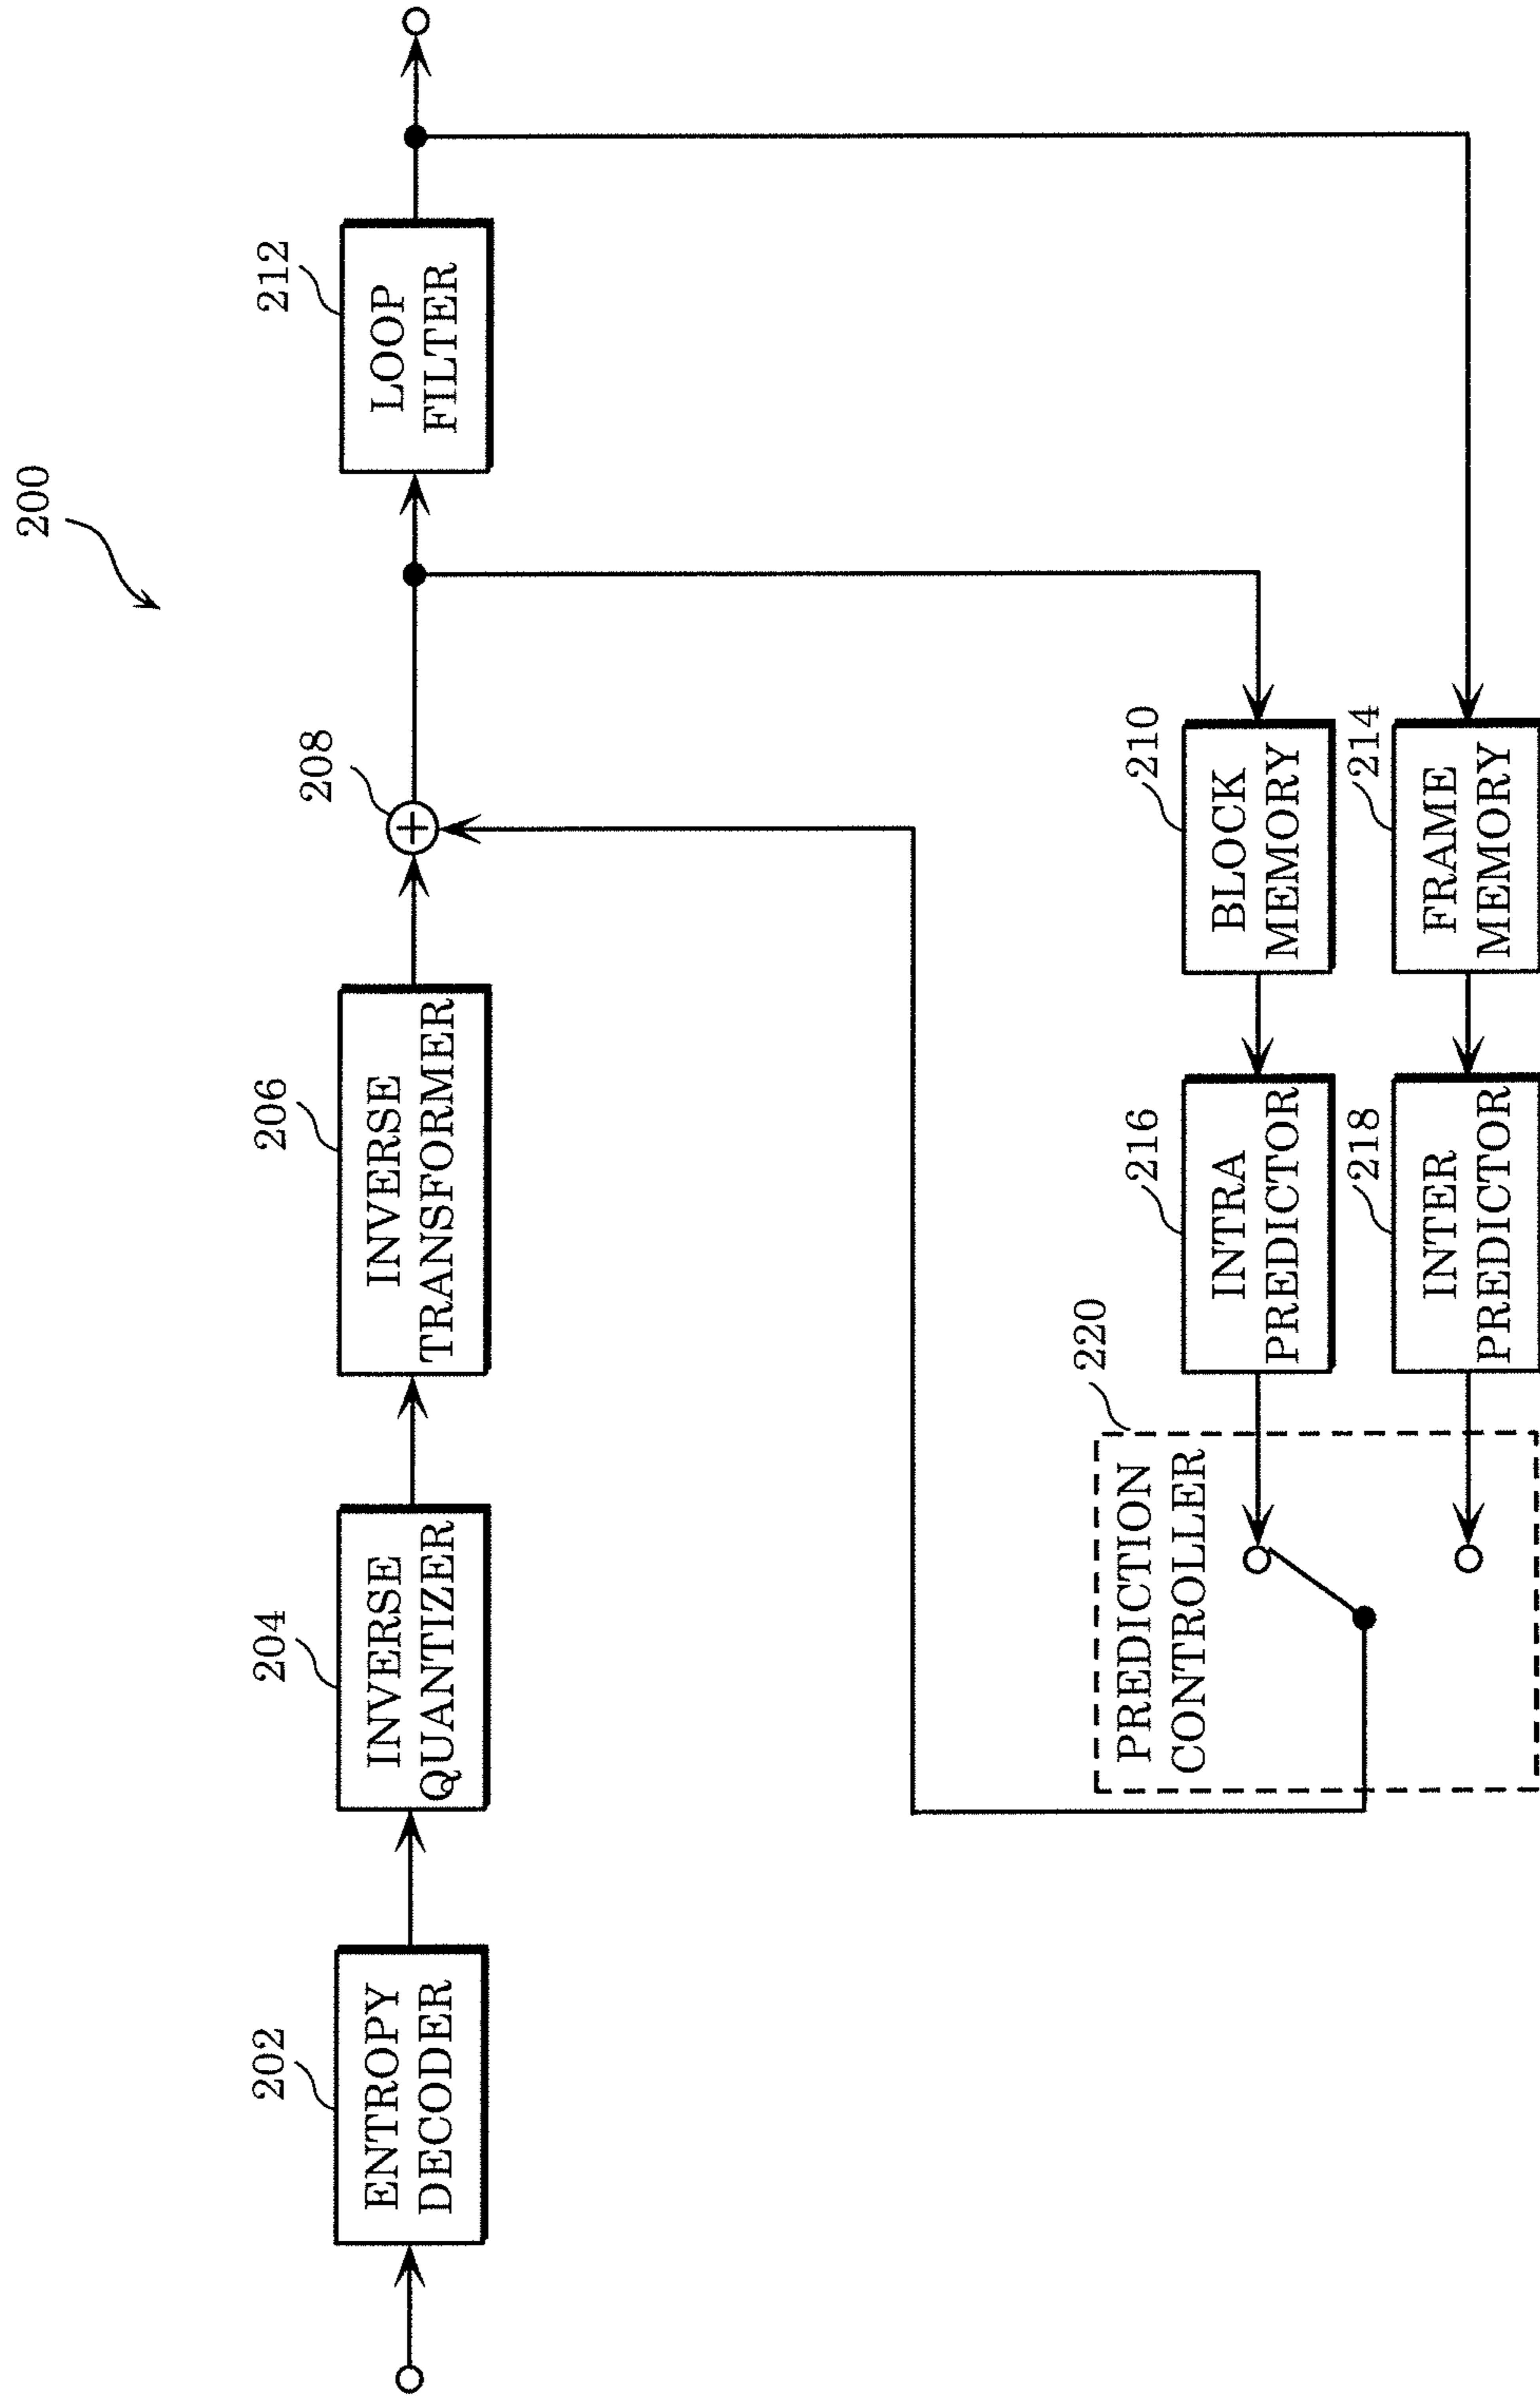 200
202
ENTROPY
DECODER
204
INVERSE
QUANTIZER
206
INVERSE
TRANSFORMER
208
+
212
LOOP
FILTER
220
PREDICTION
CONTROLLER
216
INTRA
PREDICTOR
210
BLOCK
MEMORY
218
INTER
PREDICTOR
214
FRAME
MEMORY